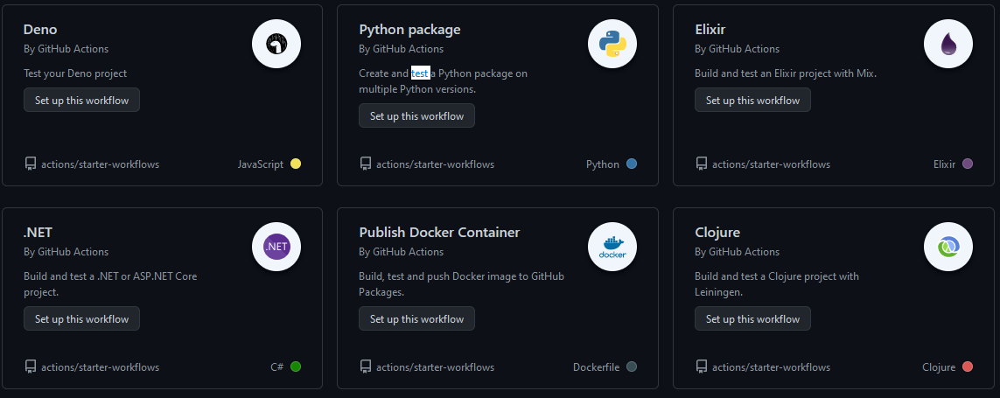 Deno
By GitHub Actions
Test your Deno project
Set up this workflow
actions/starter-workflows
JavaScript
Python package
By GitHub Actions
Create and test a Python package on
multiple Python versions.
Set up this workflow
actions/starter-workflows
Python
Elixir
By GitHub Actions
Build and test an Elixir project with Mix.
Set up this workflow
actions/starter-workflows
Elixir
.NET
By GitHub Actions
.NET
Build and test a .NET or ASP.NET Core
project.
Set up this workflow
actions/starter-workflows
C#
Publish Docker Container
By GitHub Actions
docker
Build, test and push Docker image to GitHub
Packages.
Set up this workflow
actions/starter-workflows
Dockerfile
Clojure
By GitHub Actions
Build and test a Clojure project with
Leiningen.
Set up this workflow
actions/starter-workflows
Clojure